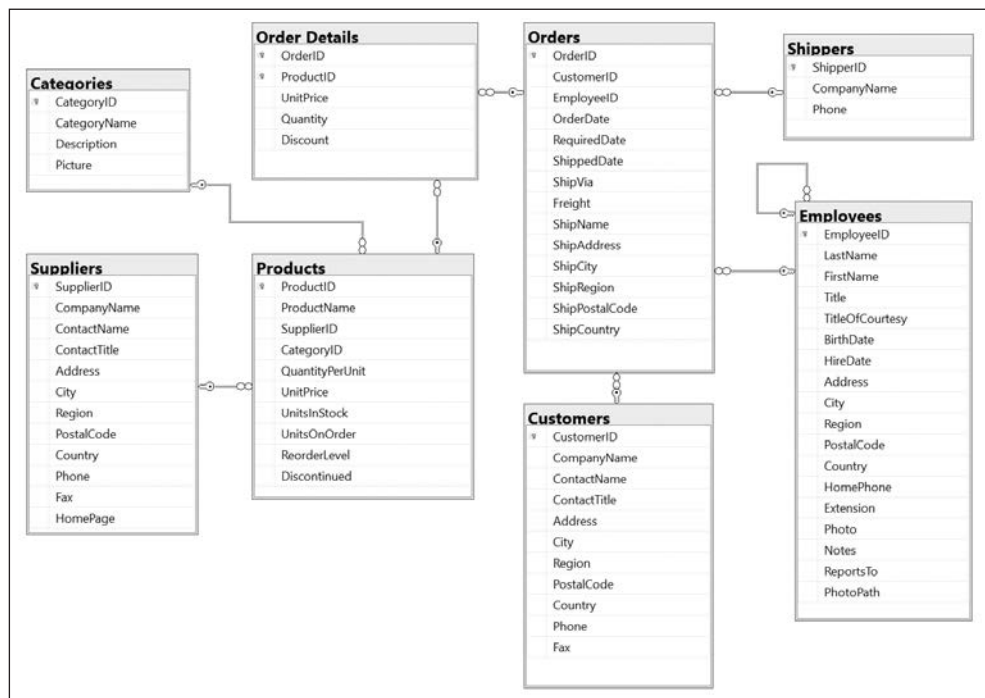 Categories
CategoryID
CategoryName
Description
Picture
Order Details
OrderID
ProductID
UnitPrice
Quantity
Discount
Orders
OrderID
CustomerID
EmployeeID
OrderDate
RequiredDate
ShippedDate
ShipVia
Freight
ShipName
ShipAddress
ShipCity
ShipRegion
ShipPostalCode
ShipCountry
Shippers
ShipperID
CompanyName
Phone
Suppliers
SupplierID
CompanyName
ContactName
ContactTitle
Address
City
Region
PostalCode
Country
Phone
Fax
HomePage
Products
ProductID
ProductName
SupplierID
CategoryID
QuantityPerUnit
UnitPrice
UnitsInStock
UnitsOnOrder
ReorderLevel
Discontinued
Customers
CustomerID
CompanyName
ContactName
ContactTitle
Address
City
Region
PostalCode
Country
Phone
Fax
Employees
EmployeeID
LastName
FirstName
Title
TitleOfCourtesy
BirthDate
HireDate
Address
City
Region
PostalCode
Country
HomePhone
Extension
Photo
Notes
ReportsTo
PhotoPath